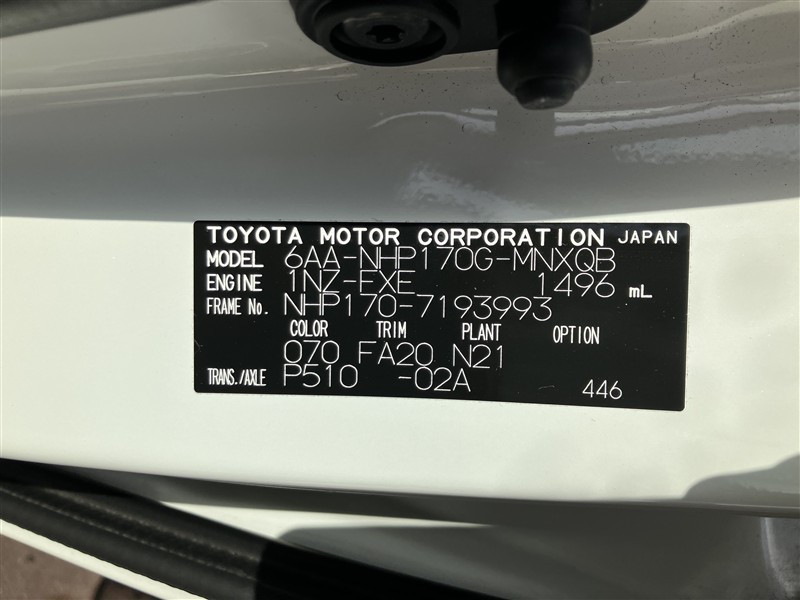 TOYOTA MOTOR CORPORATION JAPAN
MODEL 6AA-NHP170G-MNXQB
ENGINE 1NZ-FXE 1496 mL
FRAME No. NHP170-7193993
COLOR TRIM PLANT OPTION
070 FA20 N21
TRANS./AXLE P510 -02A 446